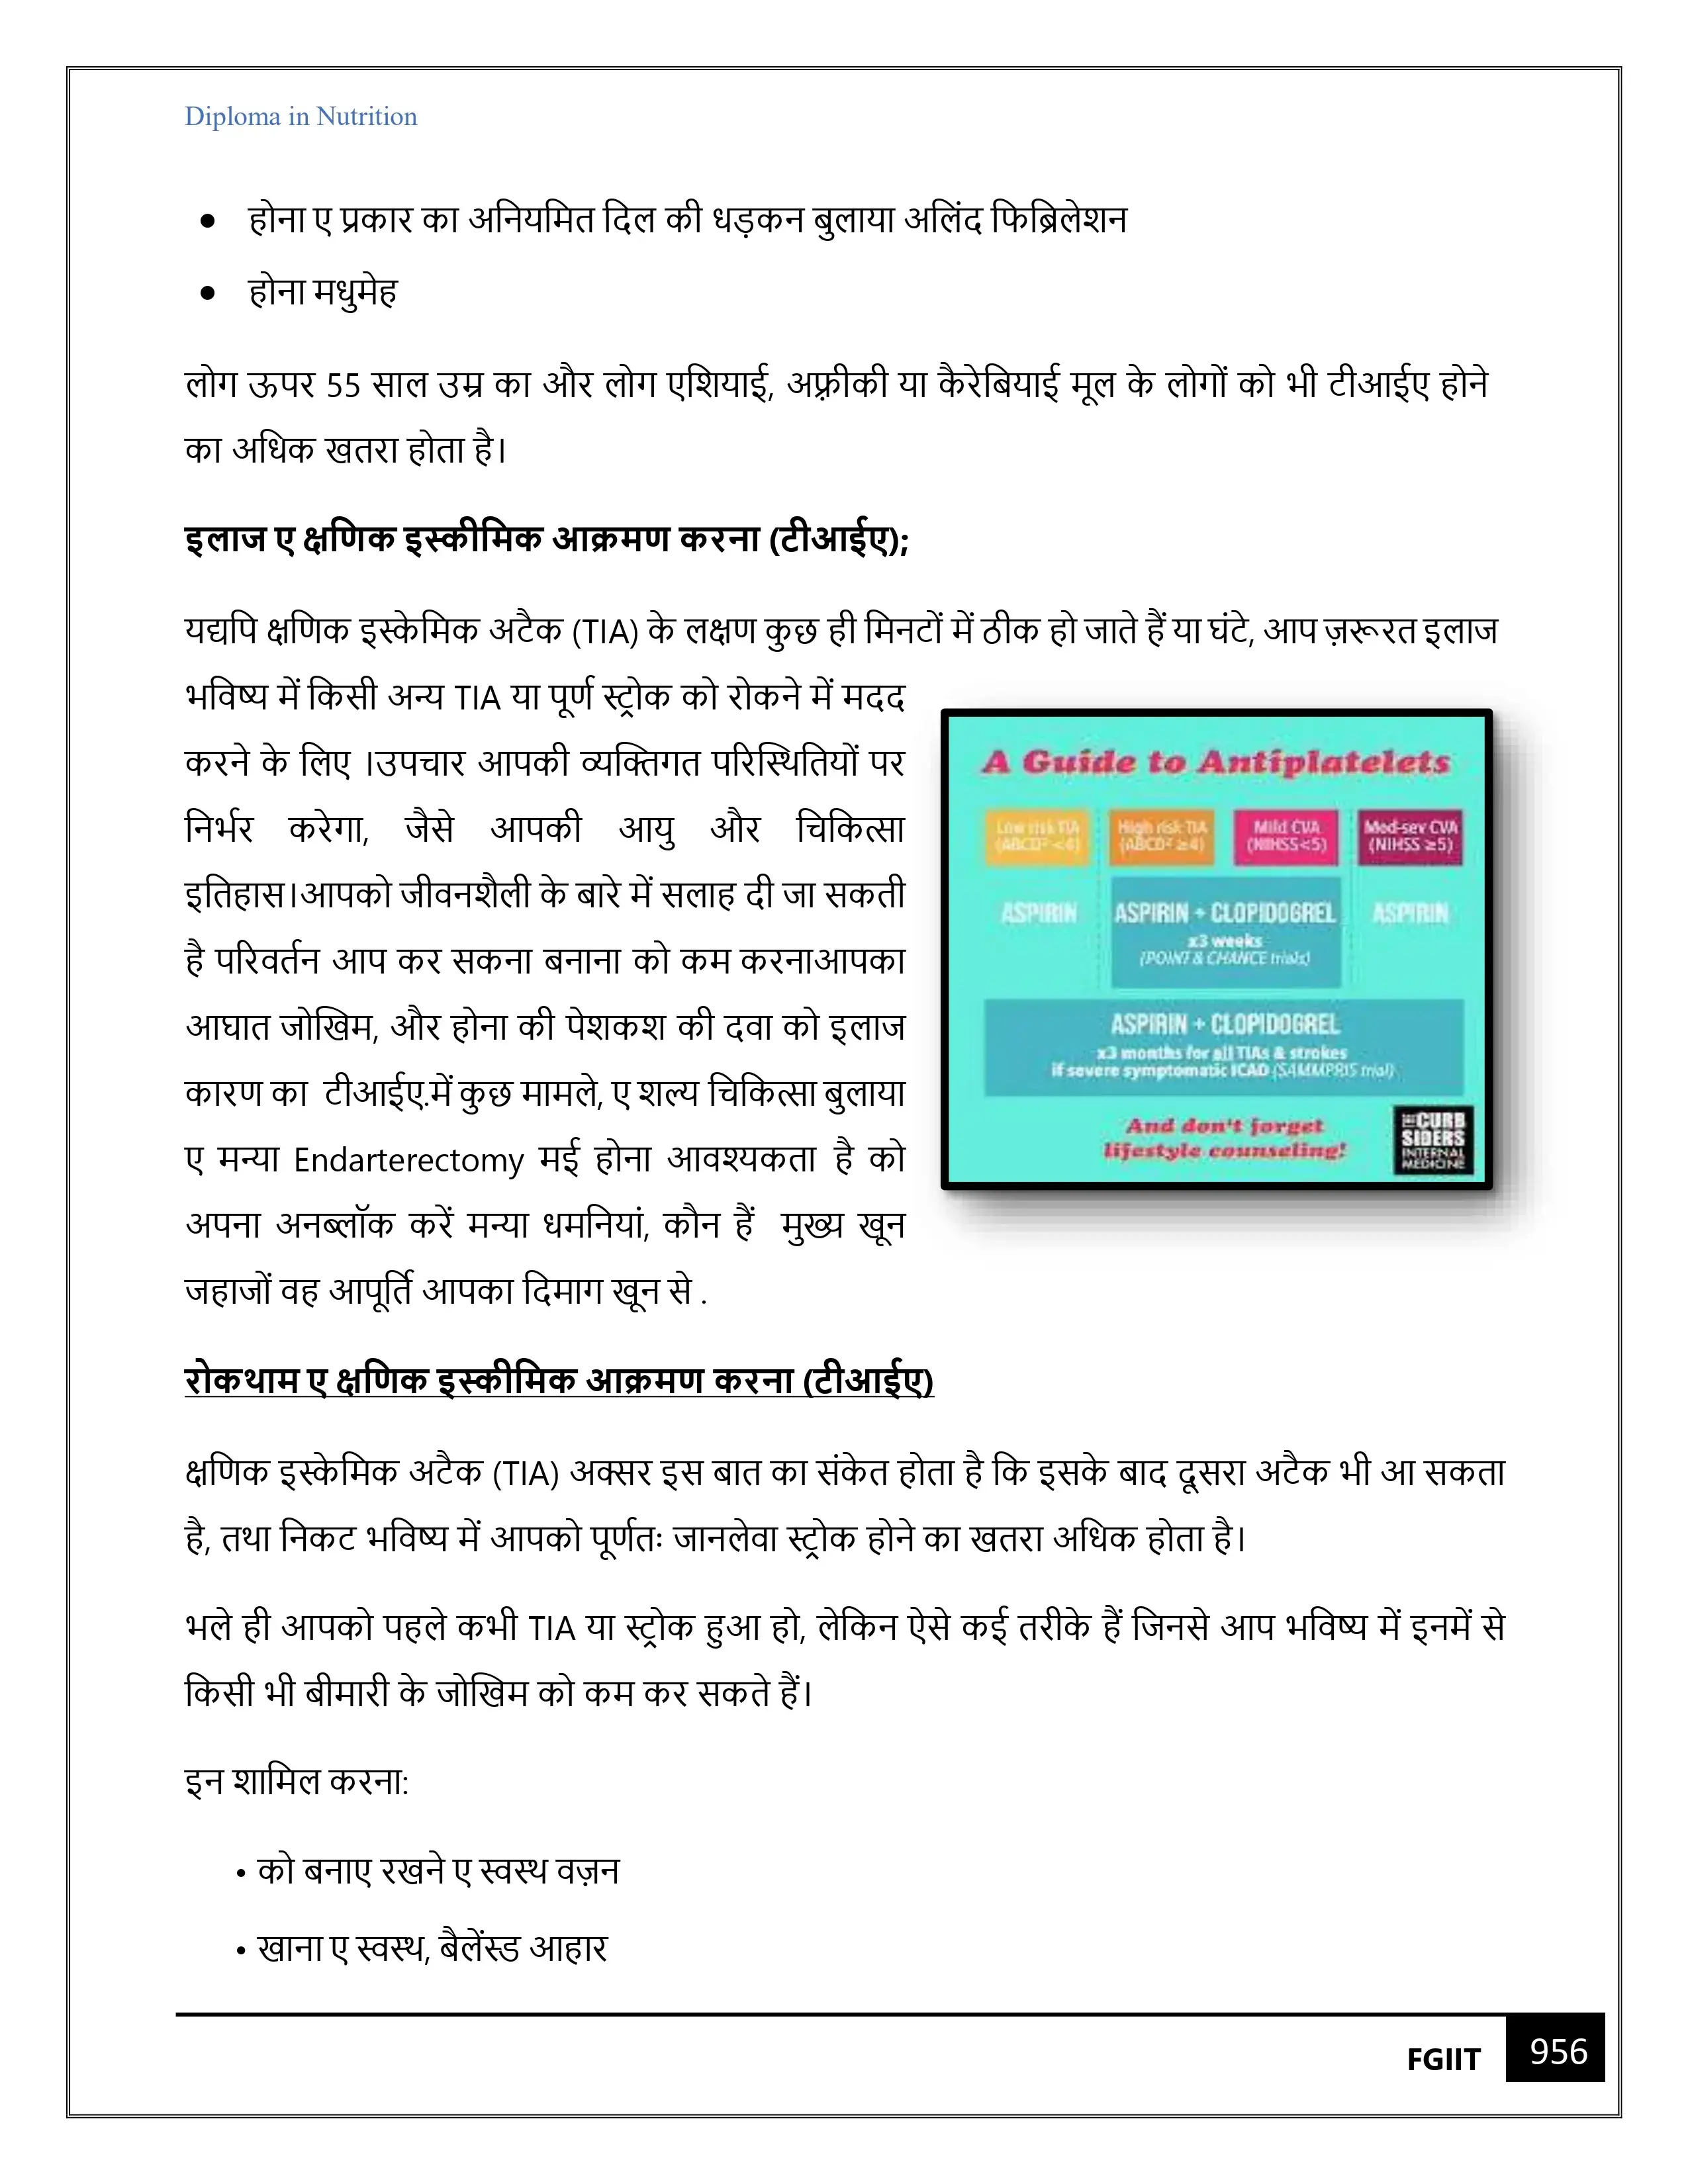 Diploma in Nutrition
• होना ए प्रकार का अनियमित दिल की धड़कन बुलाया अलिंद फिब्रिलेशन
• होना मधुमेह
लोग ऊपर 55 साल उम्र का और लोग एशियाई, अफ़्रीकी या कैरेबियाई मूल के लोगों को भी टीआईए होने
का अधिक खतरा होता है।
इलाज ए क्षणिक इस्कीमिक आक्रमण करना (टीआईए);
यद्यपि क्षणिक इस्केमिक अटैक (TIA) के लक्षण कुछ ही मिनटों में ठीक हो जाते हैं या घंटे, आप ज़रूरत इलाज
भविष्य में किसी अन्य TIA या पूर्ण स्ट्रोक को रोकने में मदद
करने के लिए ।उपचार आपकी व्यक्तिगत परिस्थितियों पर
निर्भर करेगा, जैसे आपकी आयु और चिकित्सा
इतिहास।आपको जीवनशैली के बारे में सलाह दी जा सकती
है परिवर्तन आप कर सकना बनाना को कम करनाआपका
आघात जोखिम, और होना की पेशकश की दवा को इलाज
कारण का टीआईए.में कुछ मामले, ए शल्य चिकित्सा बुलाया
ए मन्या Endarterectomy मई होना आवश्यकता है को
अपना अनब्लॉक करें मन्या धमनियां, कौन हैं मुख्य खून
जहाजों वह आपूर्ति आपका दिमाग खून से .
A Guide to Antiplatelets
Low risk TIA (ABCD² <4)
High risk TIA (ABCD² ≥4)
Mild CVA (NIHSS<5)
Mod-sev CVA (NIHSS ≥5)
ASPIRIN
ASPIRIN + CLOPIDOGREL
x3 weeks
(POINT & CHANCE trials)
ASPIRIN
ASPIRIN + CLOPIDOGREL
x3 months for all TIAs & strokes
if severe symptomatic ICAD (SAMMPRIS trial)
And don't forget
lifestyle counseling!
THE CURB
SIDERS
INTERNAL
MEDICINE
रोकथाम ए क्षणिक इस्कीमिक आक्रमण करना (टीआईए)
क्षणिक इस्केमिक अटैक (TIA) अक्सर इस बात का संकेत होता है कि इसके बाद दूसरा अटैक भी आ सकता
है, तथा निकट भविष्य में आपको पूर्णतः जानलेवा स्ट्रोक होने का खतरा अधिक होता है।
भले ही आपको पहले कभी TIA या स्ट्रोक हुआ हो, लेकिन ऐसे कई तरीके हैं जिनसे आप भविष्य में इनमें से
किसी भी बीमारी के जोखिम को कम कर सकते हैं।
इन शामिल करना:
• को बनाए रखने ए स्वस्थ वज़न
• खाना ए स्वस्थ, बैलेंस्ड आहार
FGIIT 956